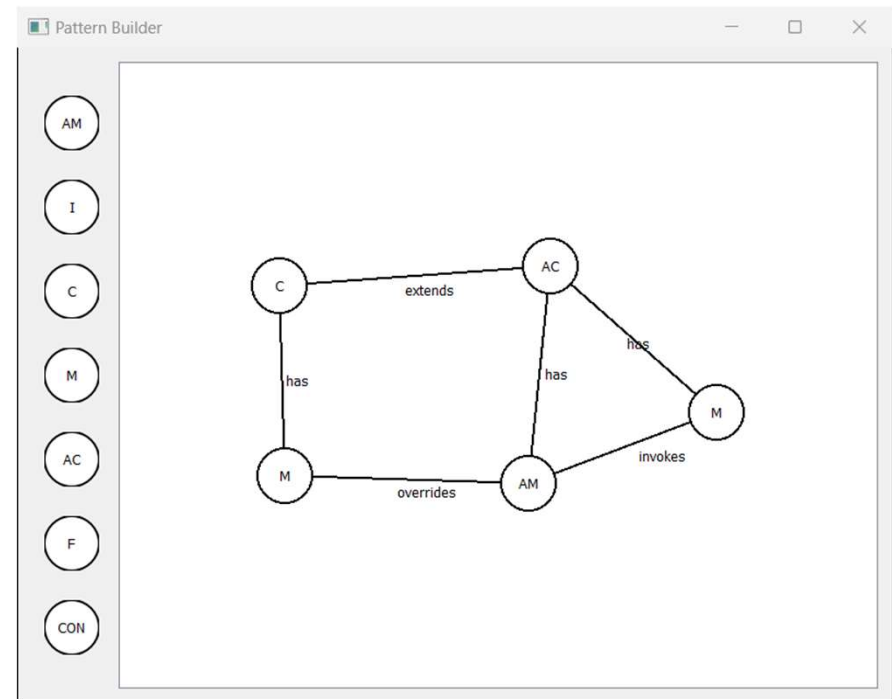 Pattern Builder
AM
I
C
M
AC
F
CON
C
extends
AC
has
has
has
M
M
overrides
AM
invokes